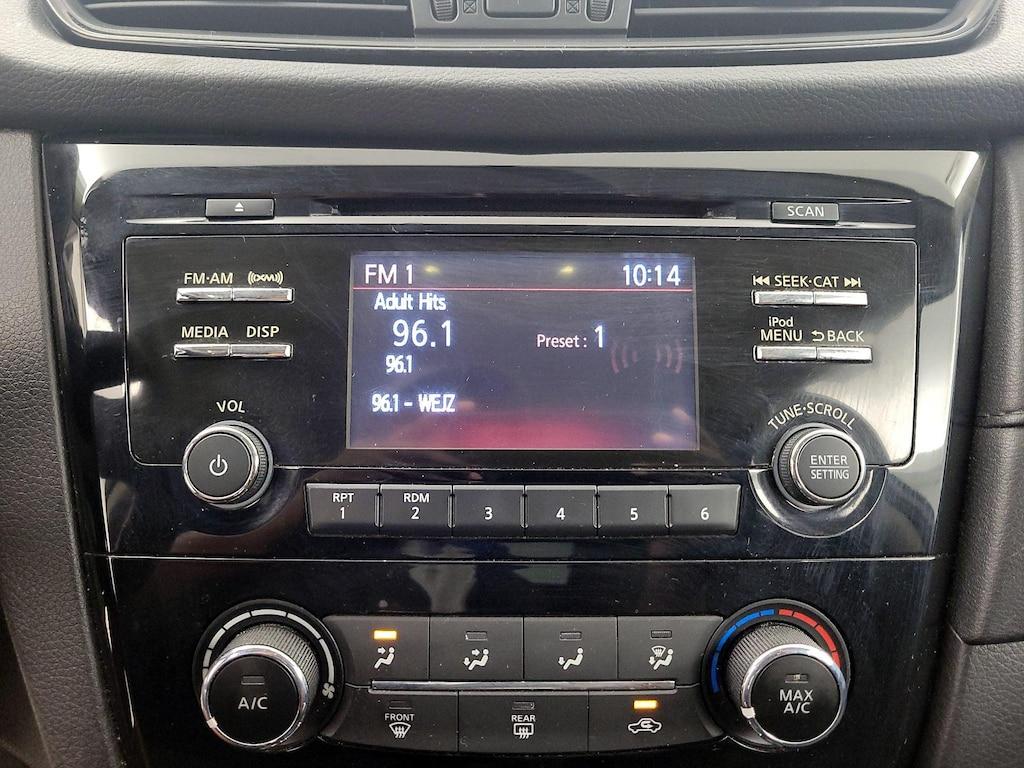 SCAN
FM·AM ((XM))
FM 1 10:14
SEEK·CAT
Adult Hits
96.1
Preset : 1
iPod
MEDIA DISP
MENU BACK
96.1
96.1 - WEJZ
VOL
TUNE·SCROLL
ENTER
SETTING
RPT RDM
1 2 3 4 5 6
A/C
MAX
A/C
FRONT REAR